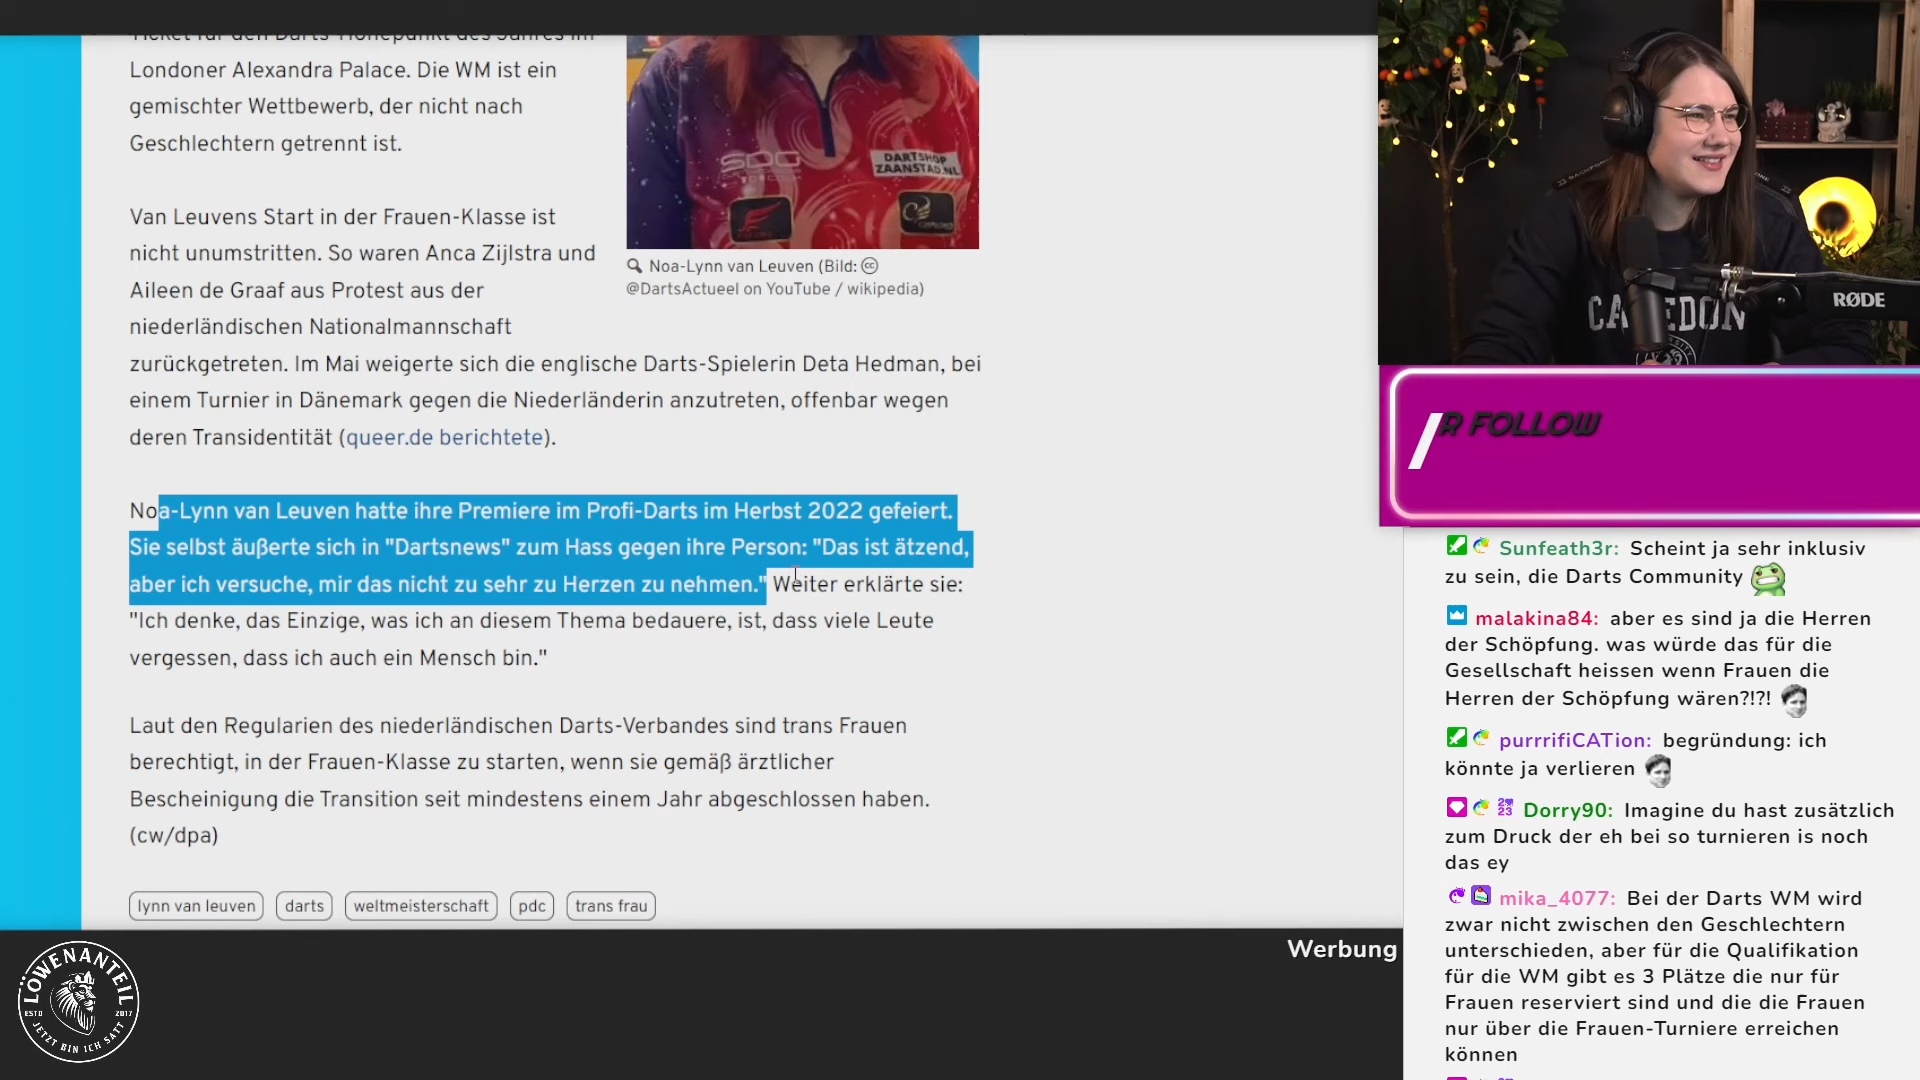 Ticket für den Darts-Höhepunkt des Jahres im
Londoner Alexandra Palace. Die WM ist ein
gemischter Wettbewerb, der nicht nach
Geschlechtern getrennt ist.
Van Leuvens Start in der Frauen-Klasse ist
nicht unumstritten. So waren Anca Zijlstra und
Aileen de Graaf aus Protest aus der
niederländischen Nationalmannschaft
zurückgetreten. Im Mai weigerte sich die englische Darts-Spielerin Deta Hedman, bei
einem Turnier in Dänemark gegen die Niederländerin anzutreten, offenbar wegen
deren Transidentität (queer.de berichtete).
SDG
DARTSHOP
ZAANSTAD.NL
Noa-Lynn van Leuven (Bild: cc
@DartsActueel on YouTube / wikipedia)
Noa-Lynn van Leuven hatte ihre Premiere im Profi-Darts im Herbst 2022 gefeiert.
Sie selbst äußerte sich in "Dartsnews" zum Hass gegen ihre Person: "Das ist ätzend,
aber ich versuche, mir das nicht zu sehr zu Herzen zu nehmen." Weiter erklärte sie:
"Ich denke, das Einzige, was ich an diesem Thema bedauere, ist, dass viele Leute
vergessen, dass ich auch ein Mensch bin."
Laut den Regularien des niederländischen Darts-Verbandes sind trans Frauen
berechtigt, in der Frauen-Klasse zu starten, wenn sie gemäß ärztlicher
Bescheinigung die Transition seit mindestens einem Jahr abgeschlossen haben.
(cw/dpa)
lynn van leuven
darts
weltmeisterschaft
pdc
trans frau
LÖWENANTEIL
ESTD 2017
JETZT BIN ICH SATT
Werbung
RØDE
R FOLLOW
Sunfeath3r: Scheint ja sehr inklusiv
zu sein, die Darts Community
malakina84: aber es sind ja die Herren
der Schöpfung. was würde das für die
Gesellschaft heissen wenn Frauen die
Herren der Schöpfung wären?!?!
purrrifiCATion: begründung: ich
könnte ja verlieren
Dorry90: Imagine du hast zusätzlich
zum Druck der eh bei so turnieren is noch
das ey
mika_4077: Bei der Darts WM wird
zwar nicht zwischen den Geschlechtern
unterschieden, aber für die Qualifikation
für die WM gibt es 3 Plätze die nur für
Frauen reserviert sind und die die Frauen
nur über die Frauen-Turniere erreichen
können